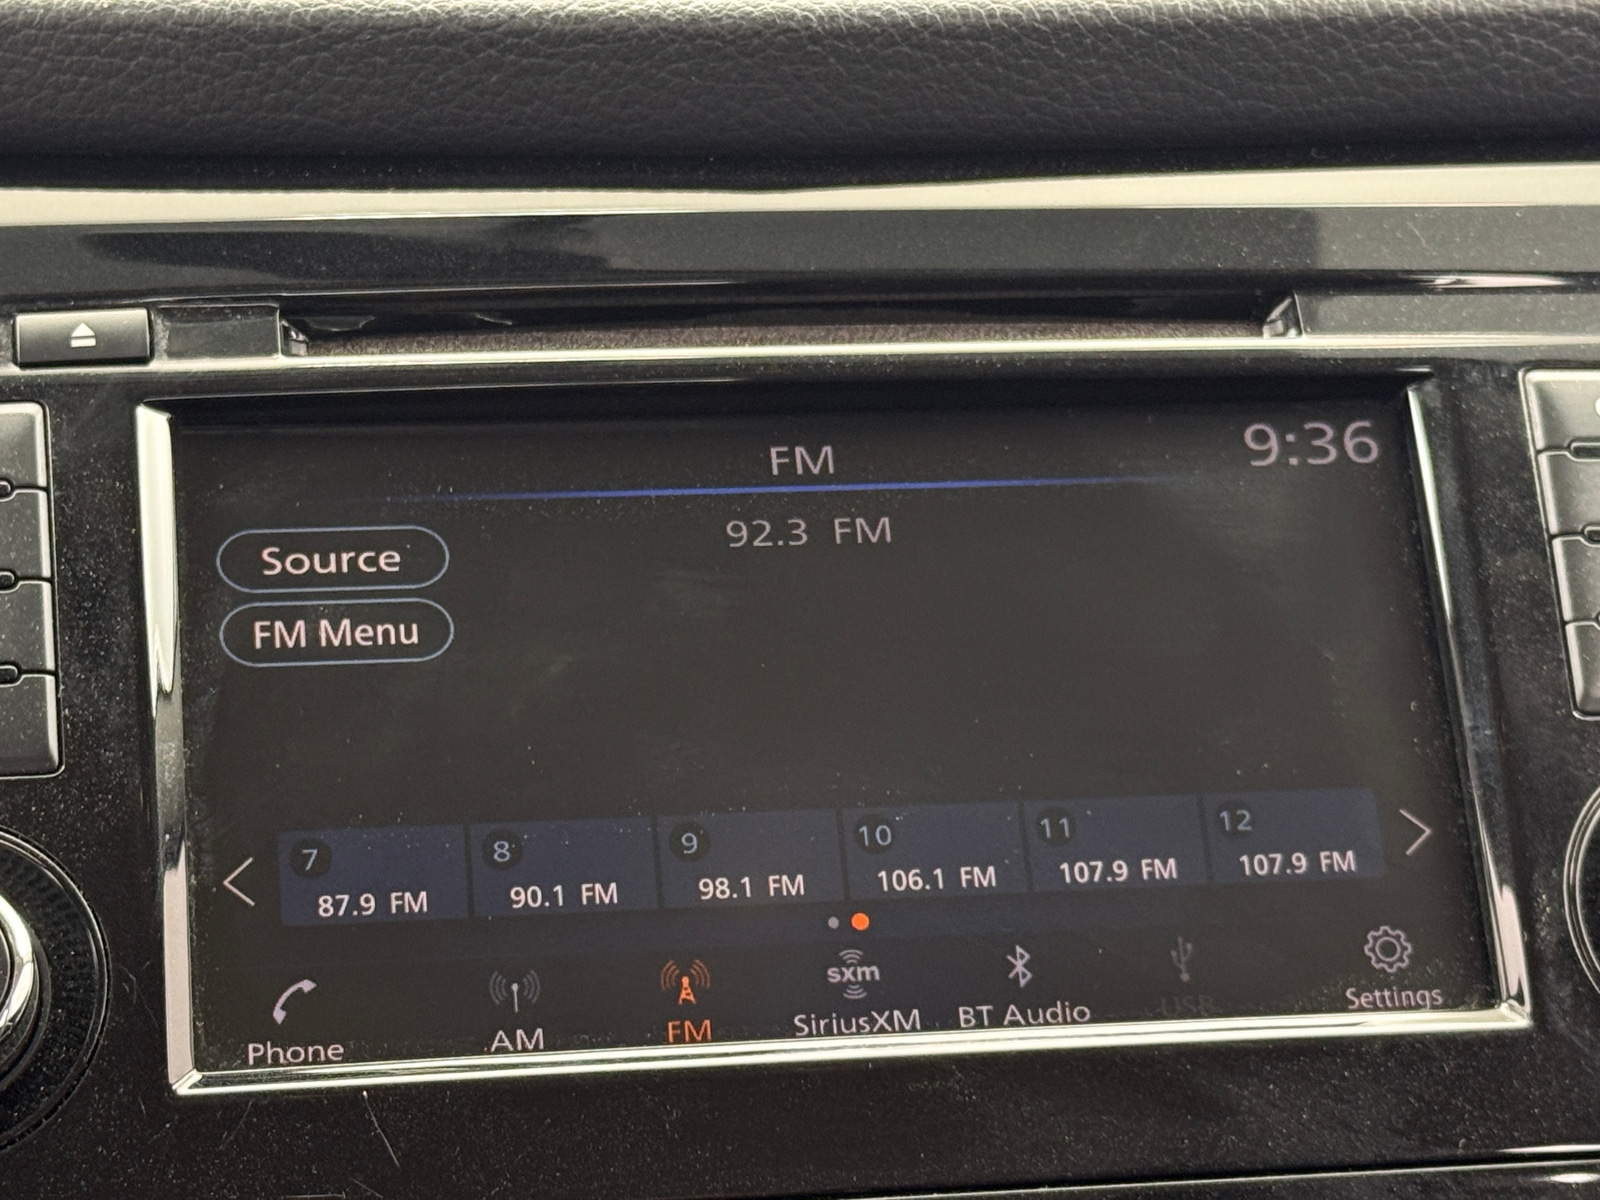 FM
9:36
92.3 FM
Source
FM Menu
7
87.9 FM
8
90.1 FM
9
98.1 FM
10
106.1 FM
11
107.9 FM
12
107.9 FM
Phone
AM
FM
sxm
SiriusXM
BT Audio
USB
Settings